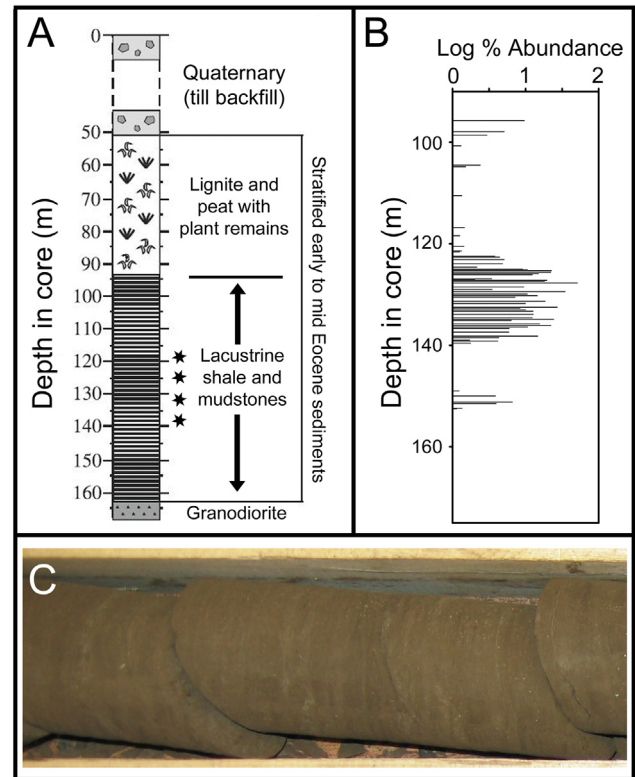 A
0
50
60
70
80
90
100
110
120
130
140
150
160
Depth in core (m)
Quaternary
(till backfill)
Lignite and
peat with
plant remains
Lacustrine
shale and
mudstones
Granodiorite
Stratified early to mid Eocene sediments
B
Log % Abundance
0 1 2
100
120
140
160
Depth in core (m)
C